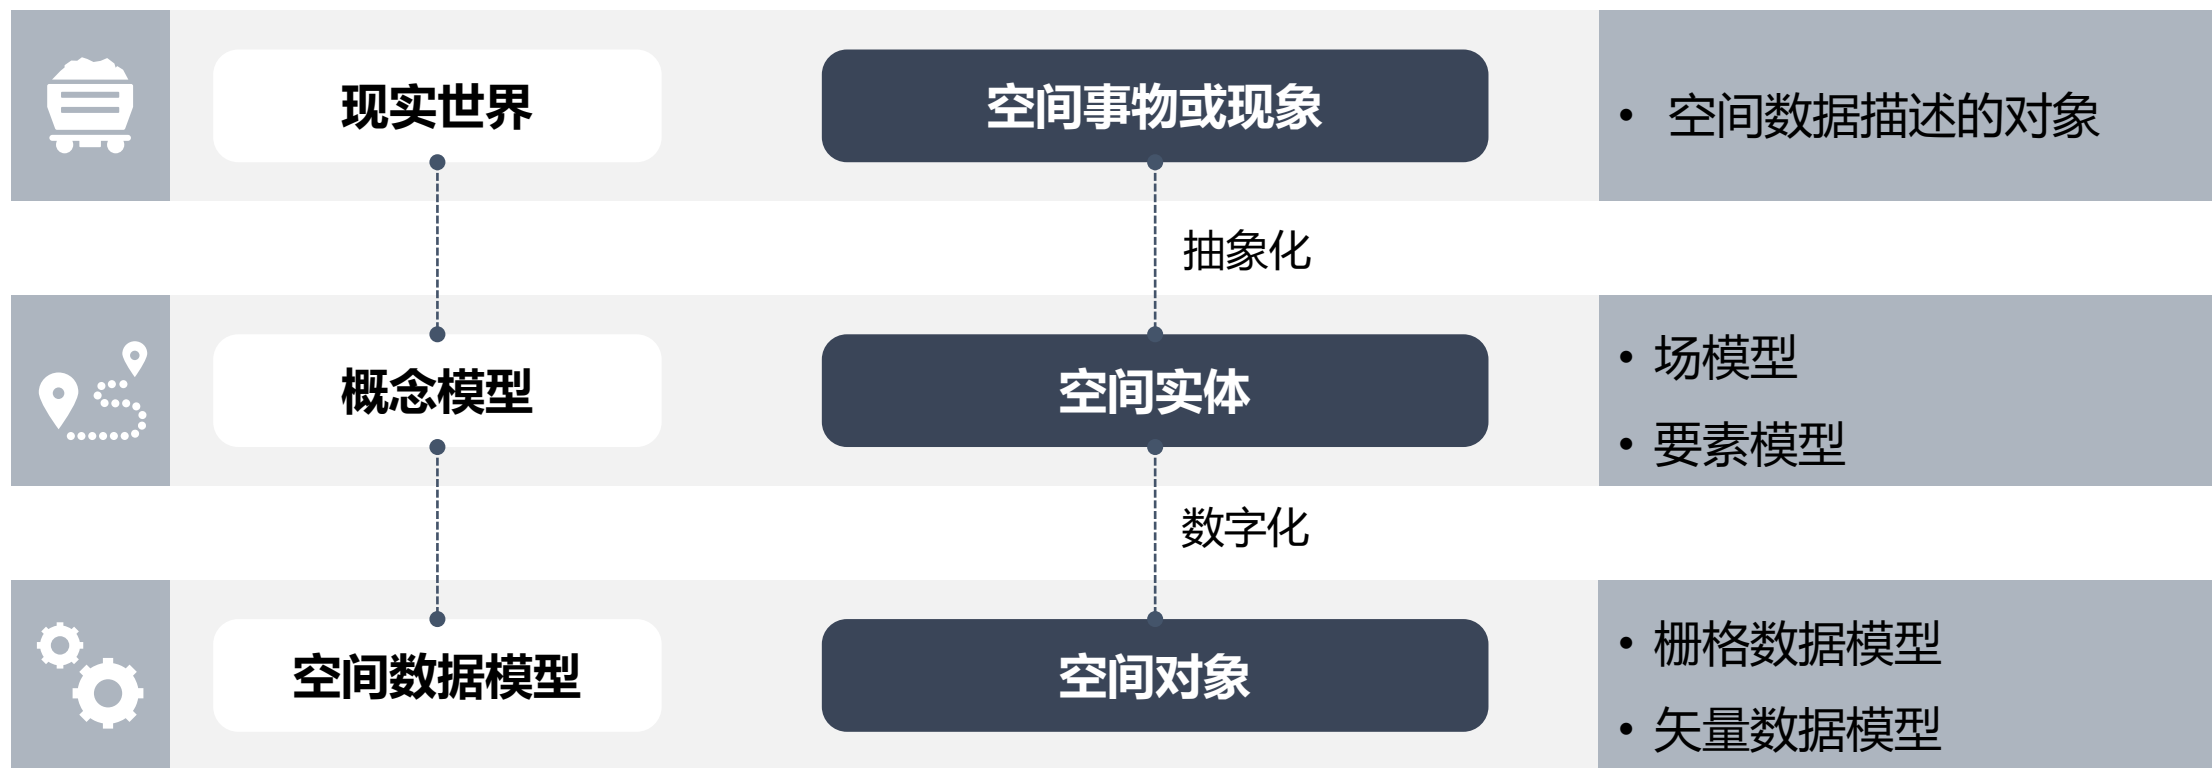 现实世界
空间事物或现象
• 空间数据描述的对象
抽象化
概念模型
空间实体
• 场模型
• 要素模型
数字化
空间数据模型
空间对象
• 栅格数据模型
• 矢量数据模型